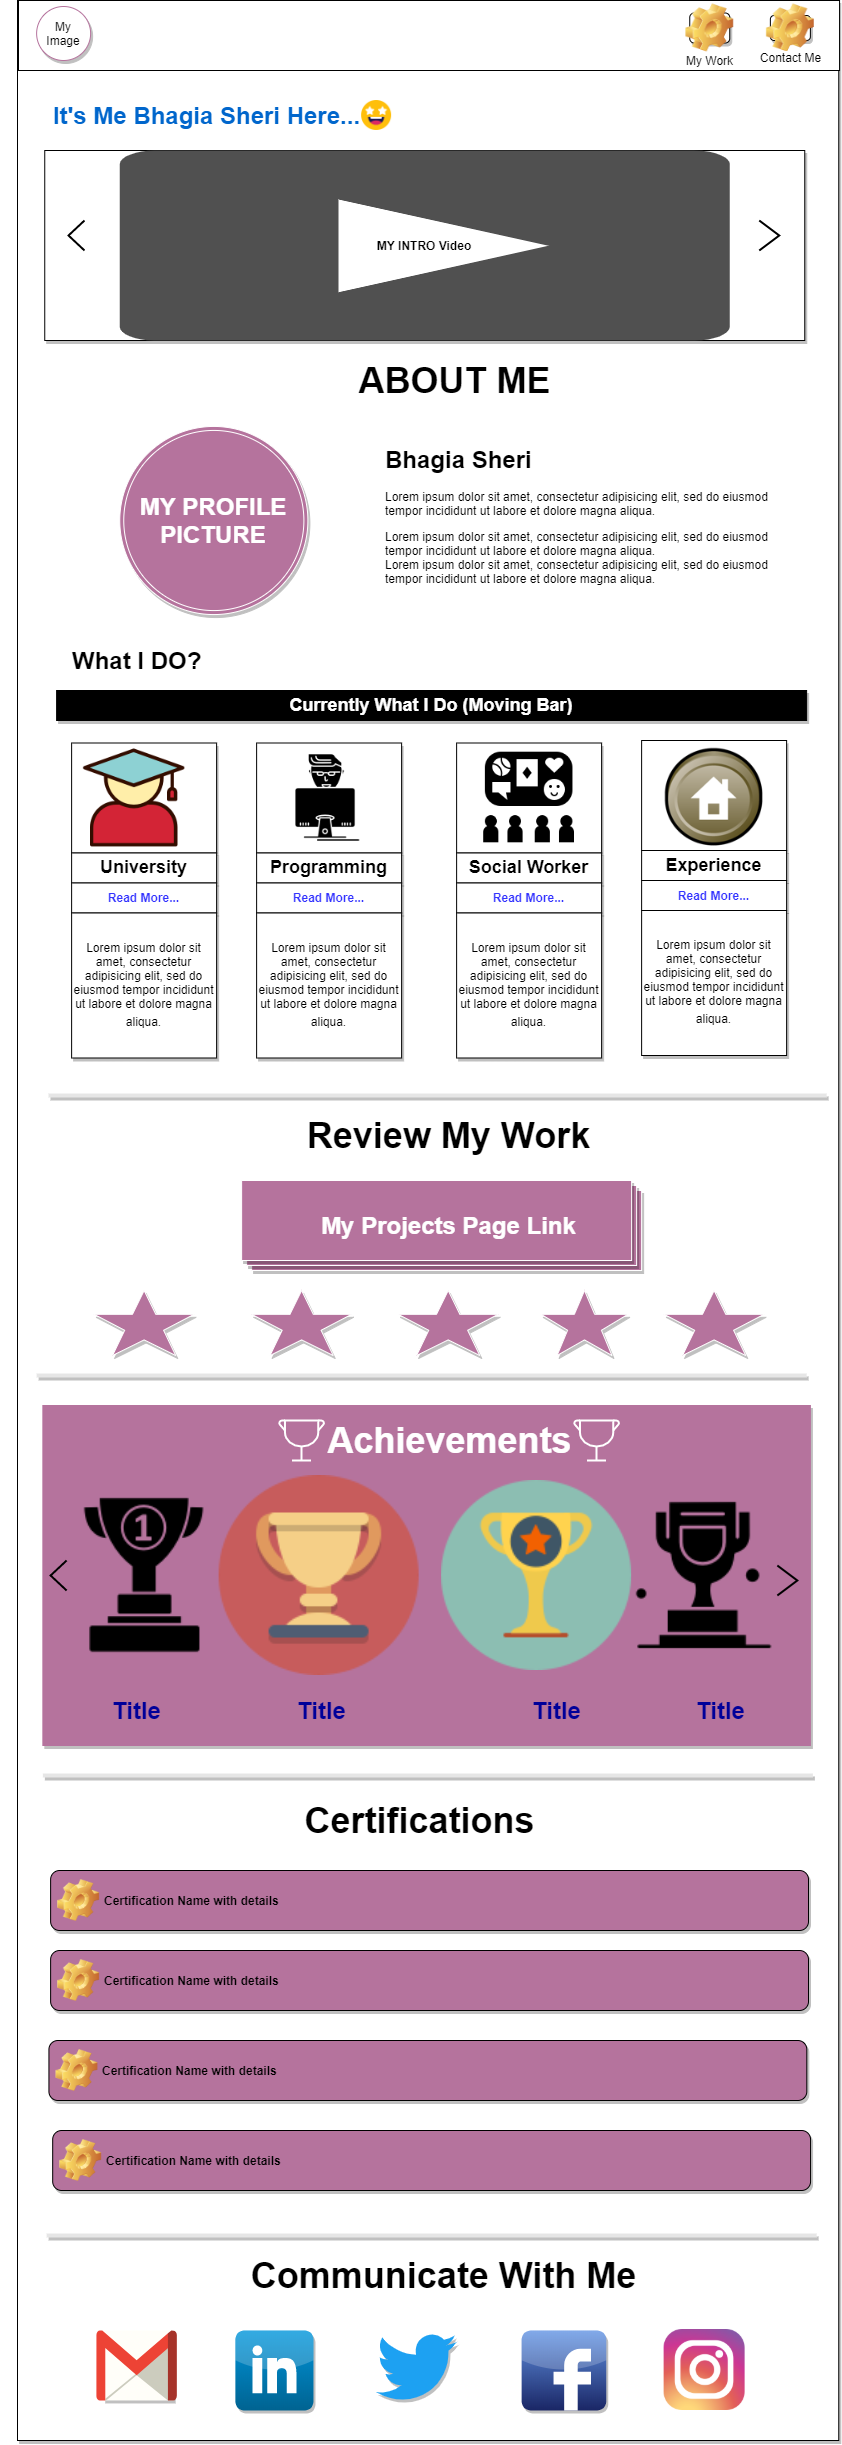 My
Image
My Work
Contact Me
It's Me Bhagia Sheri Here...
MY INTRO Video
ABOUT ME
MY PROFILE
PICTURE
Bhagia Sheri
Lorem ipsum dolor sit amet, consectetur adipisicing elit, sed do eiusmod
tempor incididunt ut labore et dolore magna aliqua.
Lorem ipsum dolor sit amet, consectetur adipisicing elit, sed do eiusmod
tempor incididunt ut labore et dolore magna aliqua.
Lorem ipsum dolor sit amet, consectetur adipisicing elit, sed do eiusmod
tempor incididunt ut labore et dolore magna aliqua.
What I DO?
Currently What I Do (Moving Bar)
University
Read More...
Lorem ipsum dolor sit
amet, consectetur
adipisicing elit, sed do
eiusmod tempor incididunt
ut labore et dolore magna
aliqua.
Programming
Read More...
Lorem ipsum dolor sit
amet, consectetur
adipisicing elit, sed do
eiusmod tempor incididunt
ut labore et dolore magna
aliqua.
Social Worker
Read More...
Lorem ipsum dolor sit
amet, consectetur
adipisicing elit, sed do
eiusmod tempor incididunt
ut labore et dolore magna
aliqua.
Experience
Read More...
Lorem ipsum dolor sit
amet, consectetur
adipisicing elit, sed do
eiusmod tempor incididunt
ut labore et dolore magna
aliqua.
Review My Work
My Projects Page Link
Achievements
1
Title
Title
Title
Title
Certifications
Certification Name with details
Certification Name with details
Certification Name with details
Certification Name with details
Communicate With Me
in
f